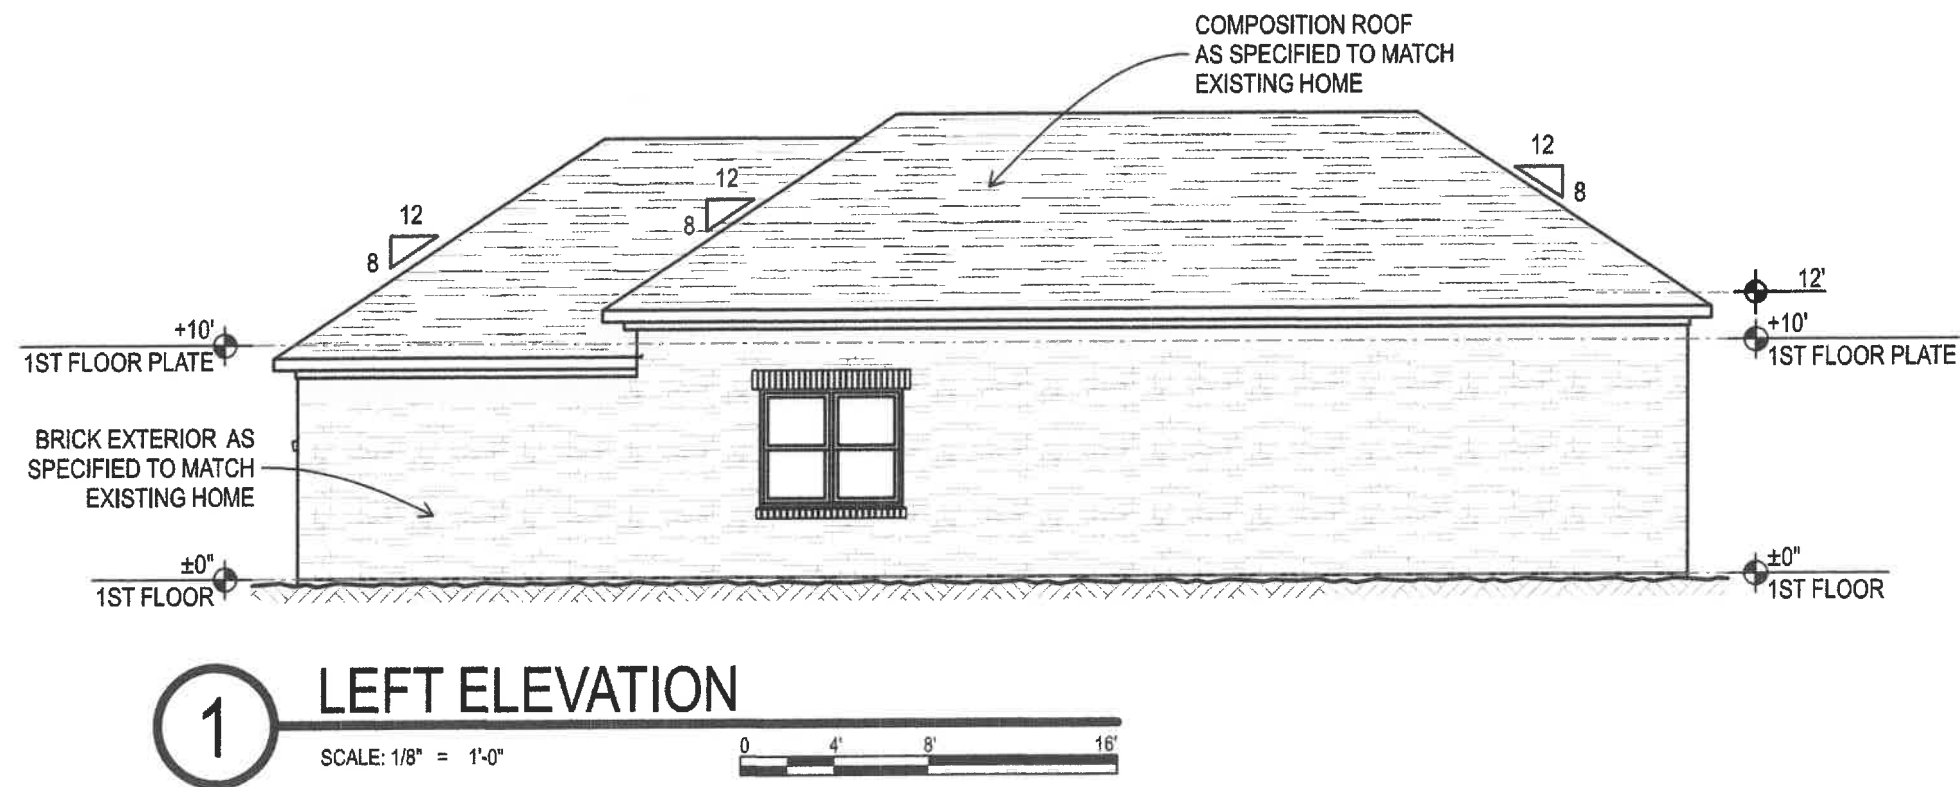 COMPOSITION ROOF
AS SPECIFIED TO MATCH
EXISTING HOME
12
8
12
8
12
8
12'
+10'
1ST FLOOR PLATE
+10'
1ST FLOOR PLATE
BRICK EXTERIOR AS
SPECIFIED TO MATCH
EXISTING HOME
±0"
1ST FLOOR
±0"
1ST FLOOR
1
LEFT ELEVATION
SCALE: 1/8" = 1'-0"
0 4' 8' 16'